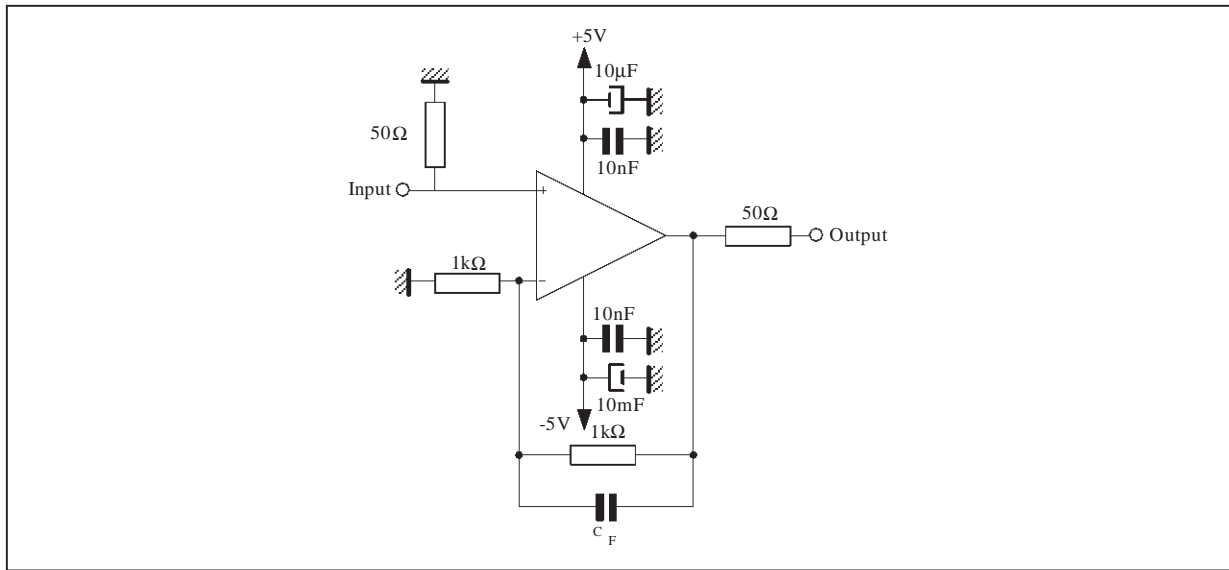 +5V
10µF
50Ω
10nF
Input
+
50Ω
Output
1kΩ
−
10nF
10mF
-5V
1kΩ
C F